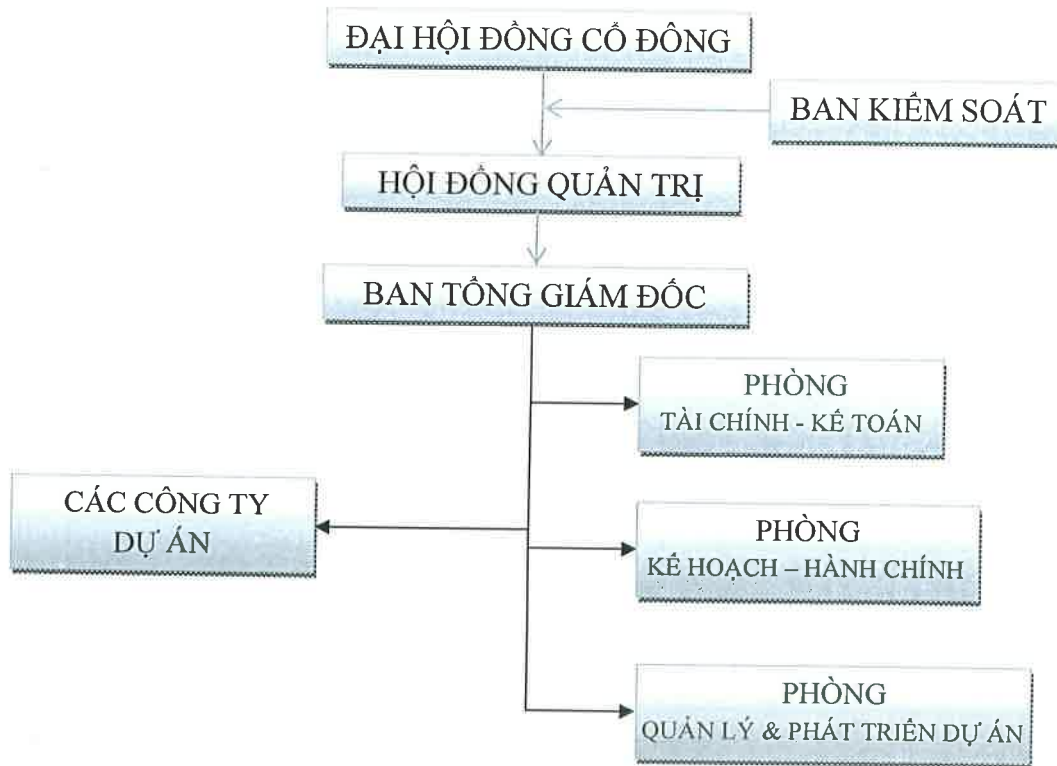 ĐẠI HỘI ĐỒNG CỔ ĐÔNG
BAN KIỂM SOÁT
HỘI ĐỒNG QUẢN TRỊ
BAN TỔNG GIÁM ĐỐC
PHÒNG
TÀI CHÍNH - KẾ TOÁN
CÁC CÔNG TY
DỰ ÁN
PHÒNG
KẾ HOẠCH – HÀNH CHÍNH
PHÒNG
QUẢN LÝ & PHÁT TRIỂN DỰ ÁN